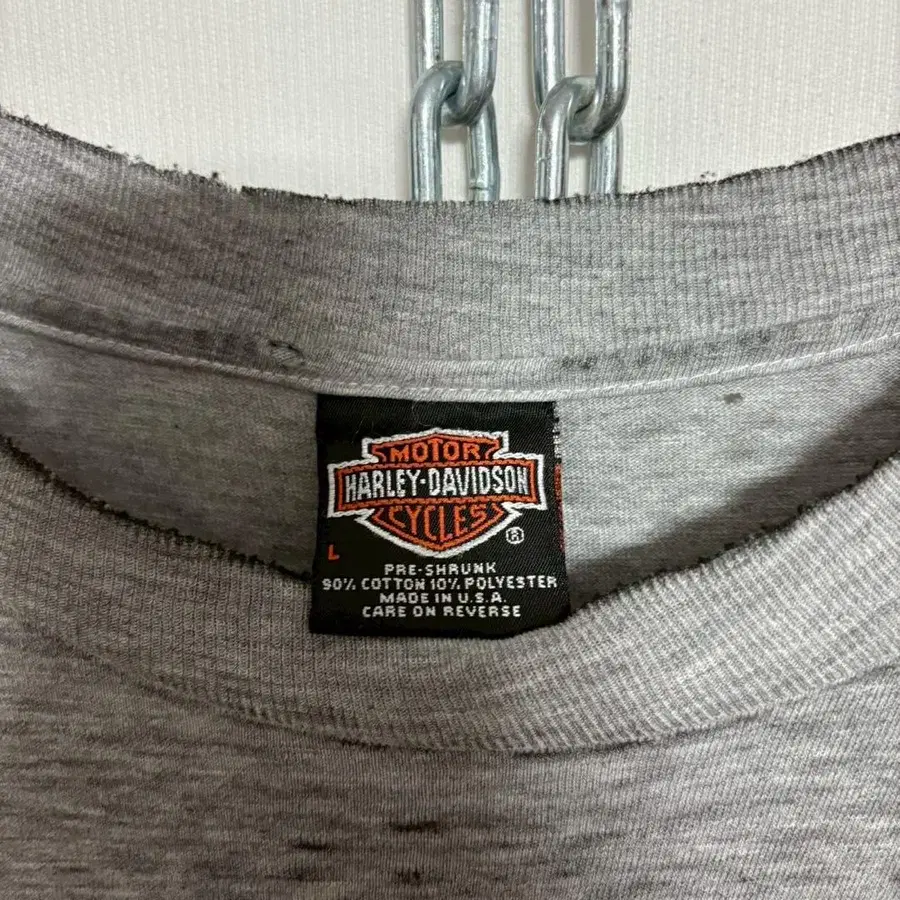 MOTOR
HARLEY-DAVIDSON
CYCLES
®
L
PRE-SHRUNK
90% COTTON 10% POLYESTER
MADE IN U.S.A.
CARE ON REVERSE